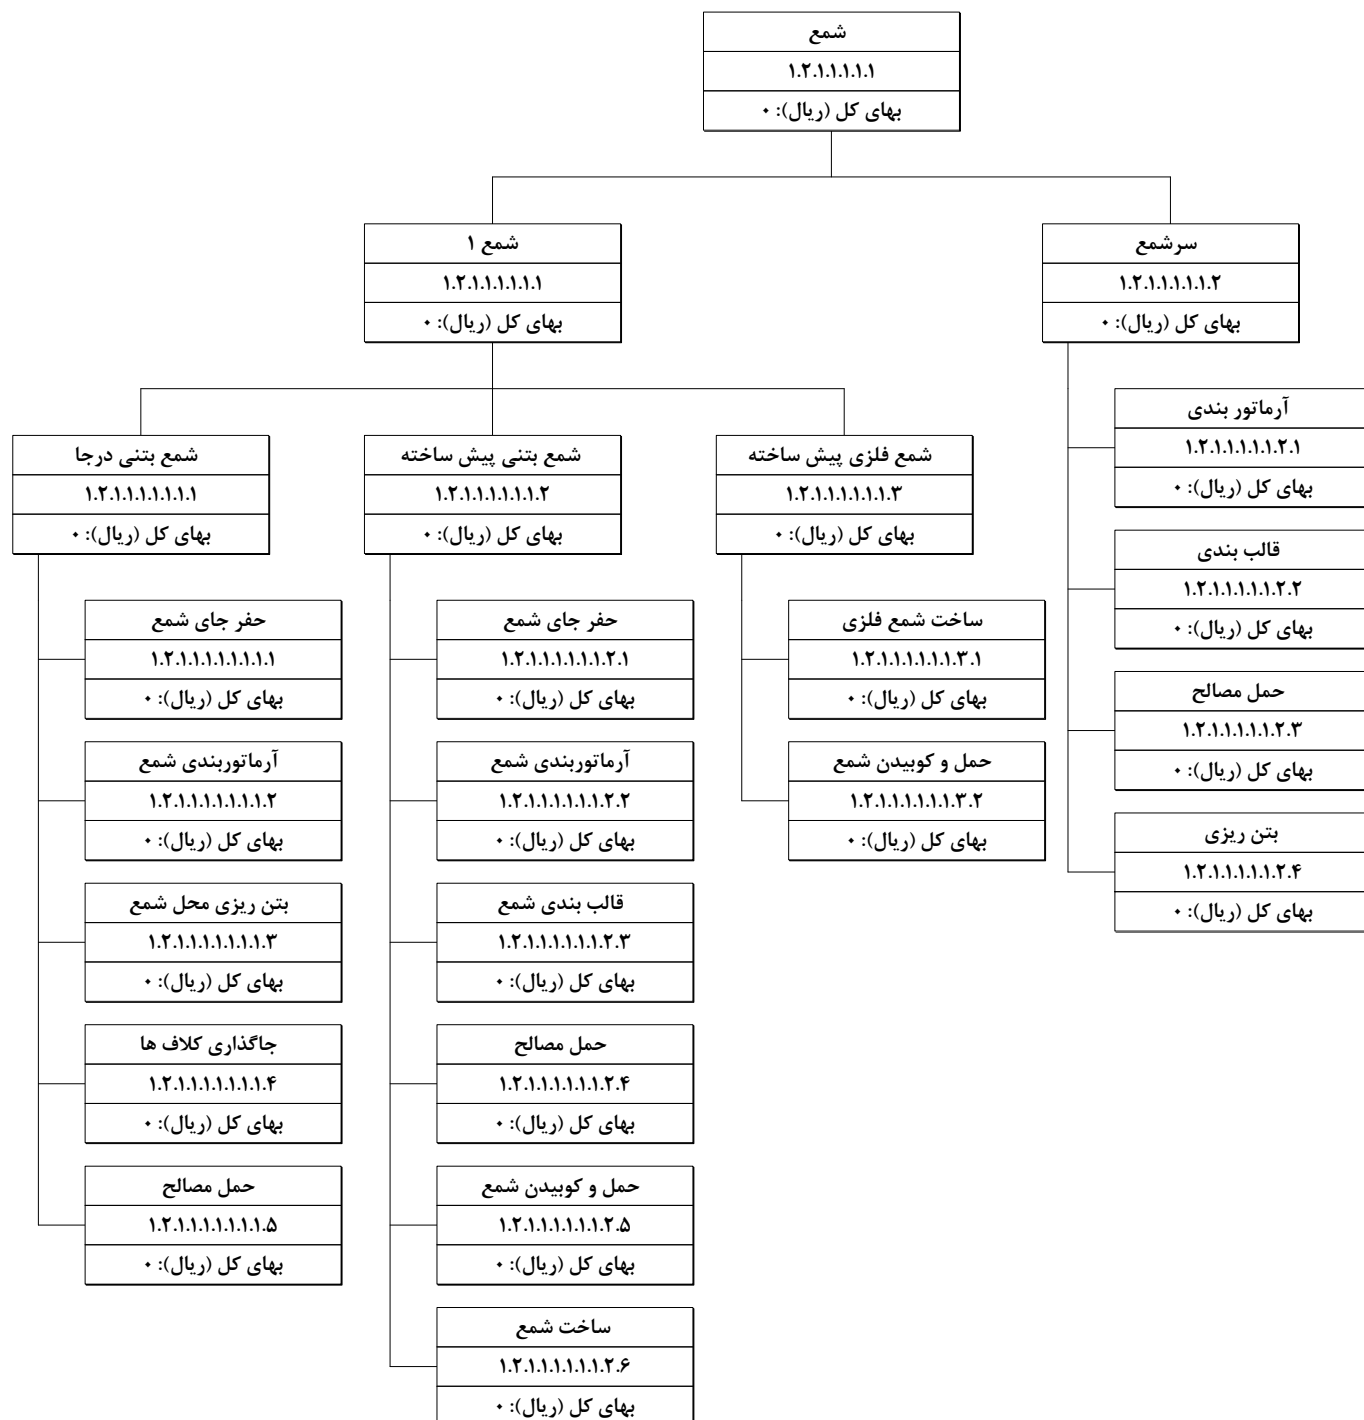 شمع
۱.۲.۱.۱.۱.۱.۱
بهای کل (ریال): ۰
شمع ۱
۱.۲.۱.۱.۱.۱.۱.۱
بهای کل (ریال): ۰
سرشمع
۱.۲.۱.۱.۱.۱.۱.۲
بهای کل (ریال): ۰
شمع بتنی درجا
۱.۲.۱.۱.۱.۱.۱.۱.۱
بهای کل (ریال): ۰
حفر جای شمع
۱.۲.۱.۱.۱.۱.۱.۱.۱.۱
بهای کل (ریال): ۰
آرماتوربندی شمع
۱.۲.۱.۱.۱.۱.۱.۱.۱.۲
بهای کل (ریال): ۰
بتن ریزی محل شمع
۱.۲.۱.۱.۱.۱.۱.۱.۱.۳
بهای کل (ریال): ۰
جاگذاری کلاف ها
۱.۲.۱.۱.۱.۱.۱.۱.۱.۴
بهای کل (ریال): ۰
حمل مصالح
۱.۲.۱.۱.۱.۱.۱.۱.۱.۵
بهای کل (ریال): ۰
شمع بتنی پیش ساخته
۱.۲.۱.۱.۱.۱.۱.۱.۲
بهای کل (ریال): ۰
حفر جای شمع
۱.۲.۱.۱.۱.۱.۱.۱.۲.۱
بهای کل (ریال): ۰
آرماتوربندی شمع
۱.۲.۱.۱.۱.۱.۱.۱.۲.۲
بهای کل (ریال): ۰
قالب بندی شمع
۱.۲.۱.۱.۱.۱.۱.۱.۲.۳
بهای کل (ریال): ۰
حمل مصالح
۱.۲.۱.۱.۱.۱.۱.۱.۲.۴
بهای کل (ریال): ۰
حمل و کوبیدن شمع
۱.۲.۱.۱.۱.۱.۱.۱.۲.۵
بهای کل (ریال): ۰
ساخت شمع
۱.۲.۱.۱.۱.۱.۱.۱.۲.۶
بهای کل (ریال): ۰
شمع فلزی پیش ساخته
۱.۲.۱.۱.۱.۱.۱.۱.۳
بهای کل (ریال): ۰
ساخت شمع فلزی
۱.۲.۱.۱.۱.۱.۱.۱.۳.۱
بهای کل (ریال): ۰
حمل و کوبیدن شمع
۱.۲.۱.۱.۱.۱.۱.۱.۳.۲
بهای کل (ریال): ۰
آرماتور بندی
۱.۲.۱.۱.۱.۱.۱.۲.۱
بهای کل (ریال): ۰
قالب بندی
۱.۲.۱.۱.۱.۱.۱.۲.۲
بهای کل (ریال): ۰
حمل مصالح
۱.۲.۱.۱.۱.۱.۱.۲.۳
بهای کل (ریال): ۰
بتن ریزی
۱.۲.۱.۱.۱.۱.۱.۲.۴
بهای کل (ریال): ۰